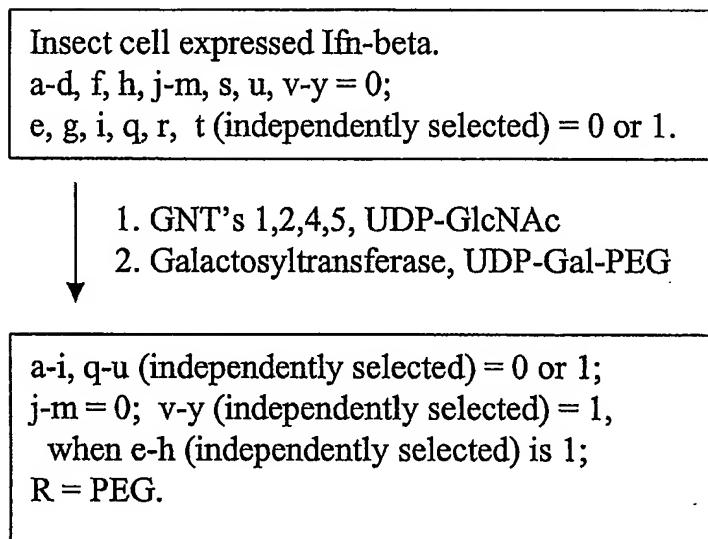 Insect cell expressed Ifn-beta.
a-d, f, h, j-m, s, u, v-y = 0;
e, g, i, q, r, t (independently selected) = 0 or 1.
1. GNT's 1,2,4,5, UDP-GlcNAc
2. Galactosyltransferase, UDP-Gal-PEG
a-i, q-u (independently selected) = 0 or 1;
j-m = 0; v-y (independently selected) = 1,
when e-h (independently selected) is 1;
R = PEG.